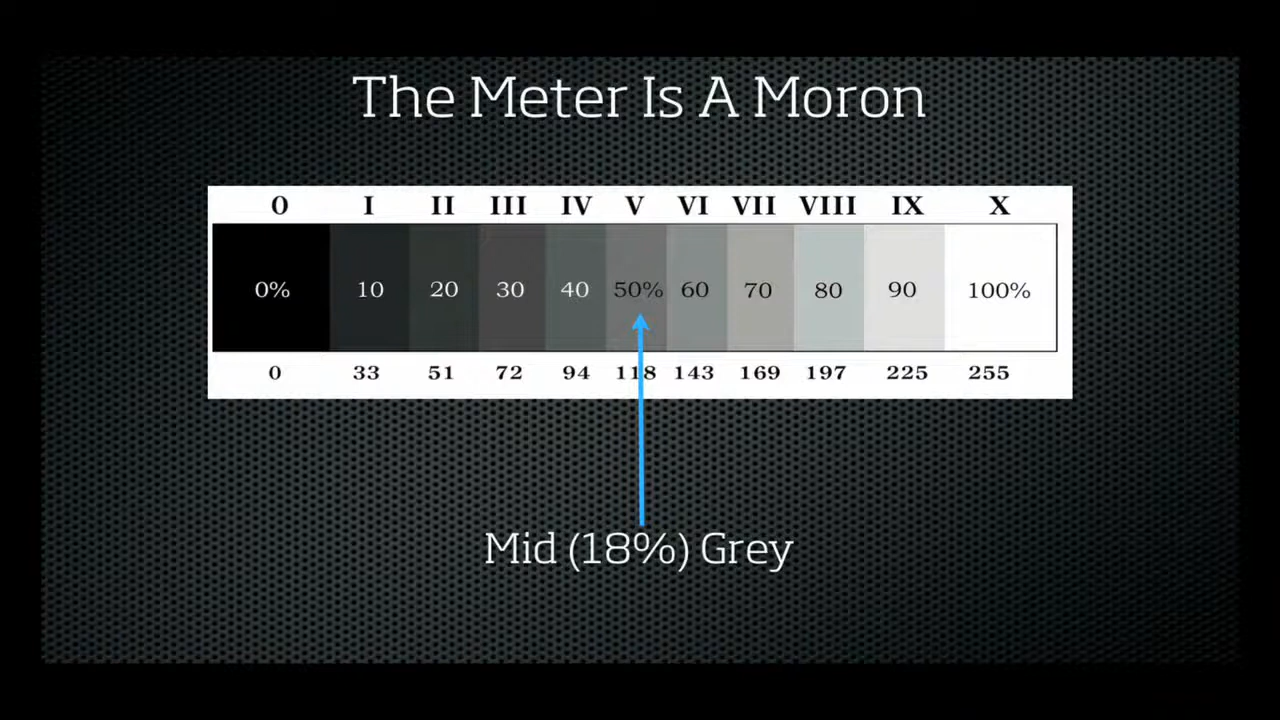 The Meter Is A Moron
0 I II III IV V VI VII VIII IX X
0% 10 20 30 40 50% 60 70 80 90 100%
0 33 51 72 94 118 143 169 197 225 255
Mid (18%) Grey